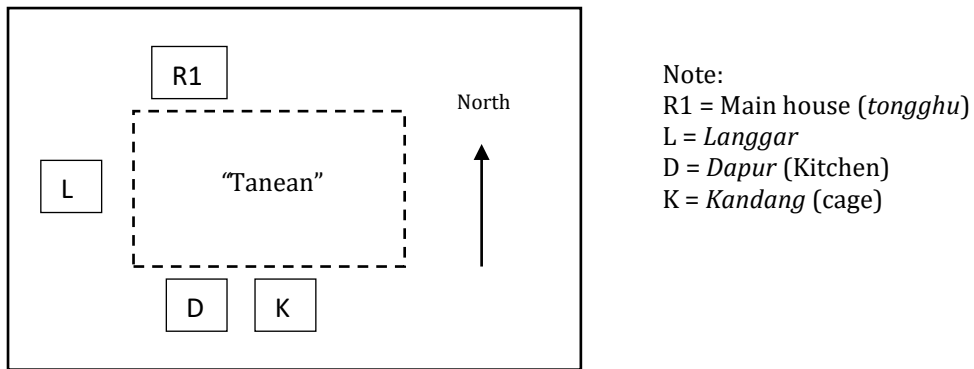 R1
North
“Tanean”
L
D
K
Note:
R1 = Main house (tongghu)
L = Langgar
D = Dapur (Kitchen)
K = Kandang (cage)